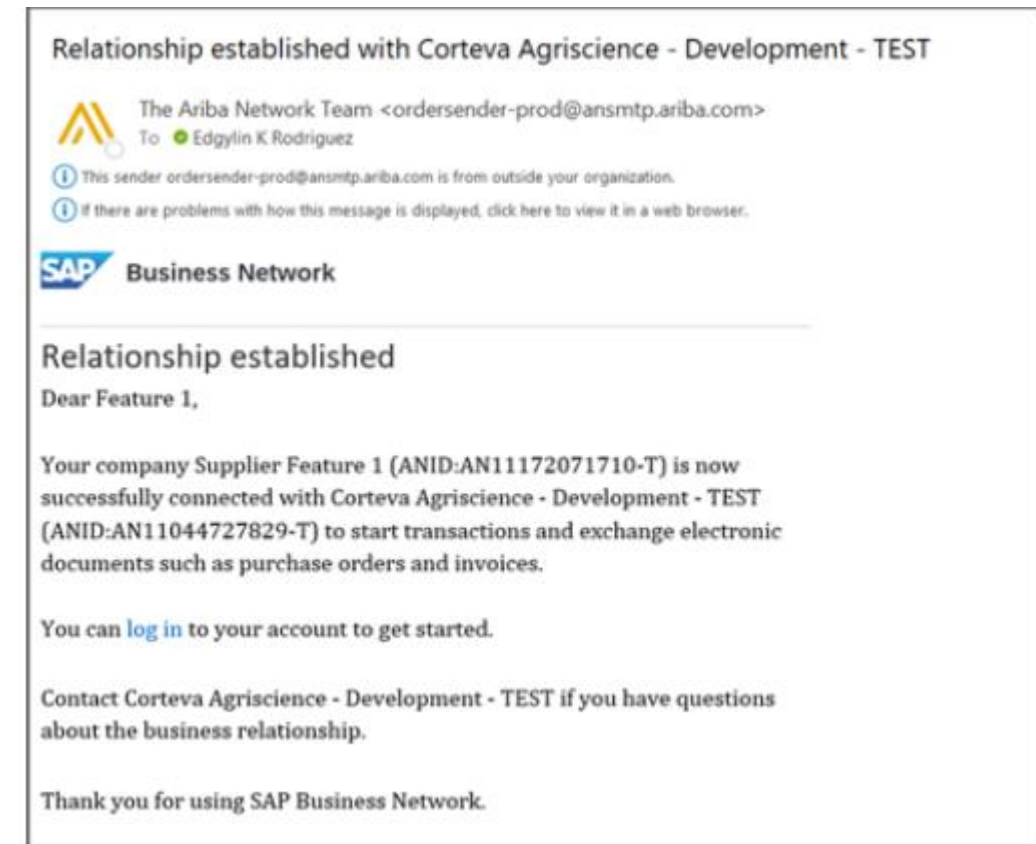 Relationship established with Corteva Agriscience - Development - TEST
The Ariba Network Team <ordersender-prod@ansmtp.ariba.com>
To Edgylin K Rodriguez
This sender ordersender-prod@ansmtp.ariba.com is from outside your organization.
If there are problems with how this message is displayed, click here to view it in a web browser.
SAP Business Network
Relationship established
Dear Feature 1,
Your company Supplier Feature 1 (ANID:AN11172071710-T) is now
successfully connected with Corteva Agriscience - Development - TEST
(ANID:AN11044727829-T) to start transactions and exchange electronic
documents such as purchase orders and invoices.
You can log in to your account to get started.
Contact Corteva Agriscience - Development - TEST if you have questions
about the business relationship.
Thank you for using SAP Business Network.